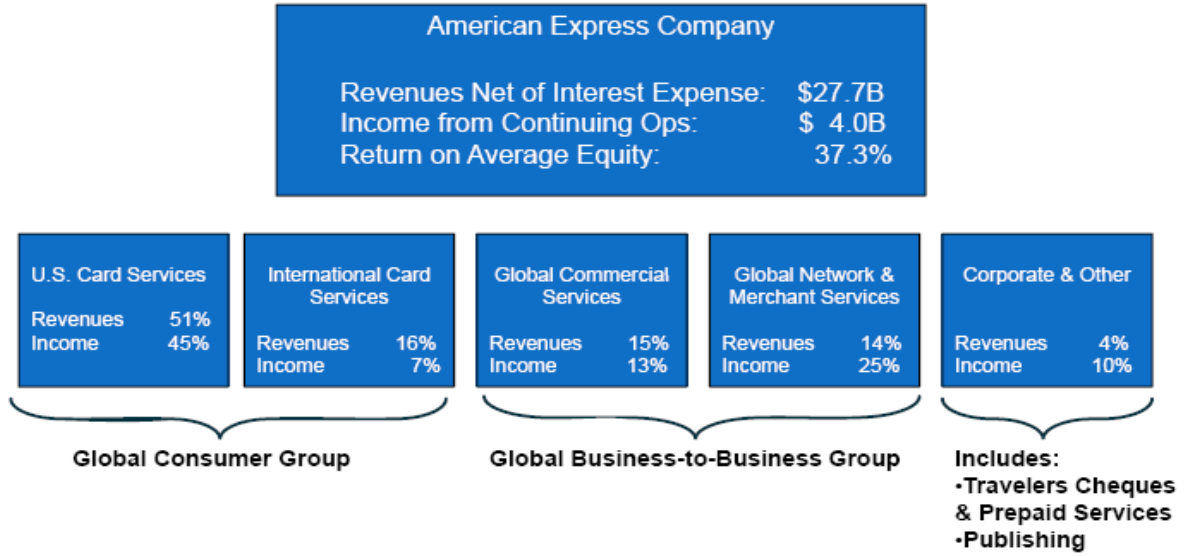 American Express Company
Revenues Net of Interest Expense: $27.7B
Income from Continuing Ops: $ 4.0B
Return on Average Equity: 37.3%
U.S. Card Services
Revenues 51%
Income 45%
International Card
Services
Revenues 16%
Income 7%
Global Commercial
Services
Revenues 15%
Income 13%
Global Network &
Merchant Services
Revenues 14%
Income 25%
Corporate & Other
Revenues 4%
Income 10%
Global Consumer Group
Global Business-to-Business Group
Includes:
•Travelers Cheques
& Prepaid Services
•Publishing